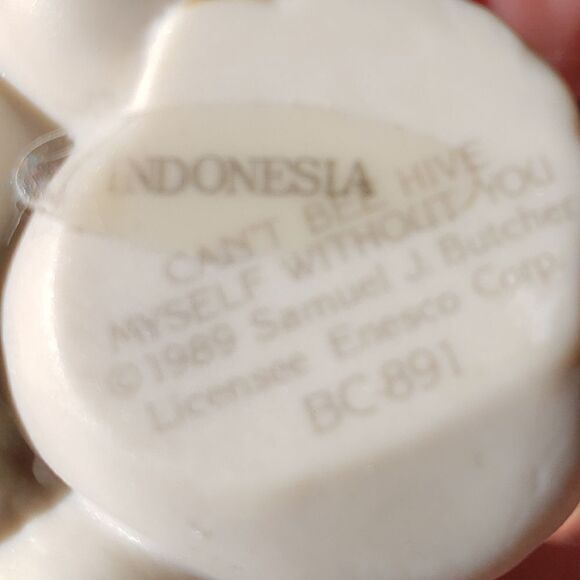 INDONESIA
CAN'T BEE HIVE
MYSELF WITHOUT YOU
©1989 Samuel J. Butcher
Licensee Enesco Corp.
BC-891